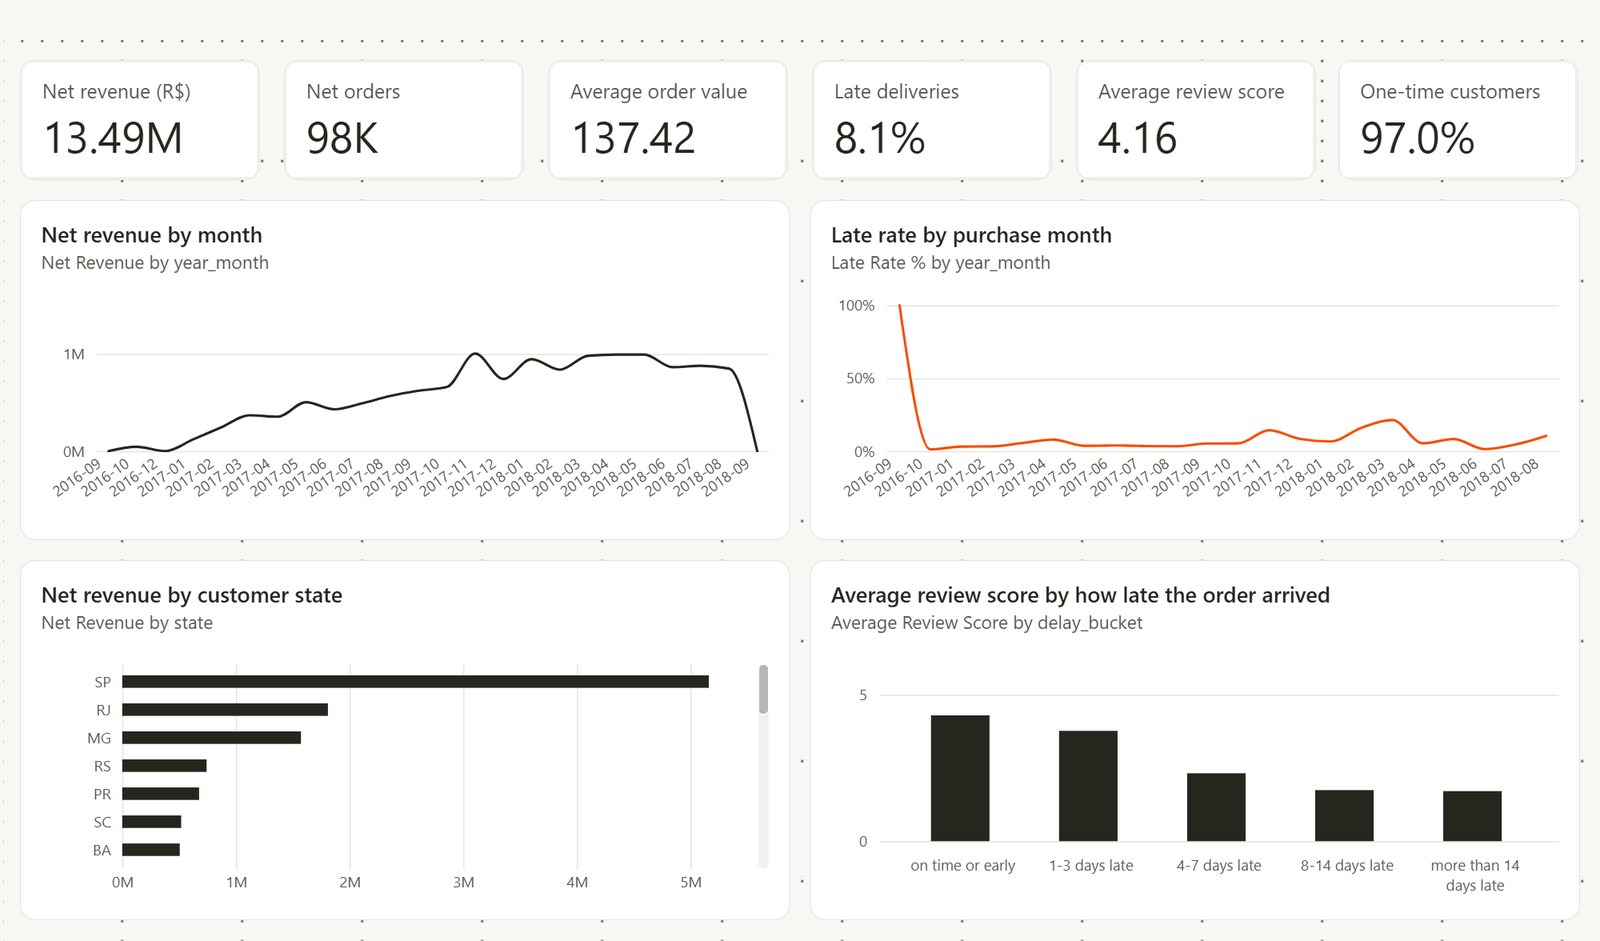 Net revenue (R$)
13.49M
Net orders
98K
Average order value
137.42
Late deliveries
8.1%
Average review score
4.16
One-time customers
97.0%
Net revenue by month
Net Revenue by year_month
1M
0M
2016-09
2016-10
2016-12
2017-01
2017-02
2017-03
2017-04
2017-05
2017-06
2017-07
2017-08
2017-09
2017-10
2017-11
2017-12
2018-01
2018-02
2018-03
2018-04
2018-05
2018-06
2018-07
2018-08
2018-09
Late rate by purchase month
Late Rate % by year_month
100%
50%
0%
2016-09
2016-10
2017-01
2017-02
2017-03
2017-04
2017-05
2017-06
2017-07
2017-08
2017-09
2017-10
2017-11
2017-12
2018-01
2018-02
2018-03
2018-04
2018-05
2018-06
2018-07
2018-08
Net revenue by customer state
Net Revenue by state
SP
RJ
MG
RS
PR
SC
BA
0M
1M
2M
3M
4M
5M
Average review score by how late the order arrived
Average Review Score by delay_bucket
5
0
on time or early
1-3 days late
4-7 days late
8-14 days late
more than 14
days late